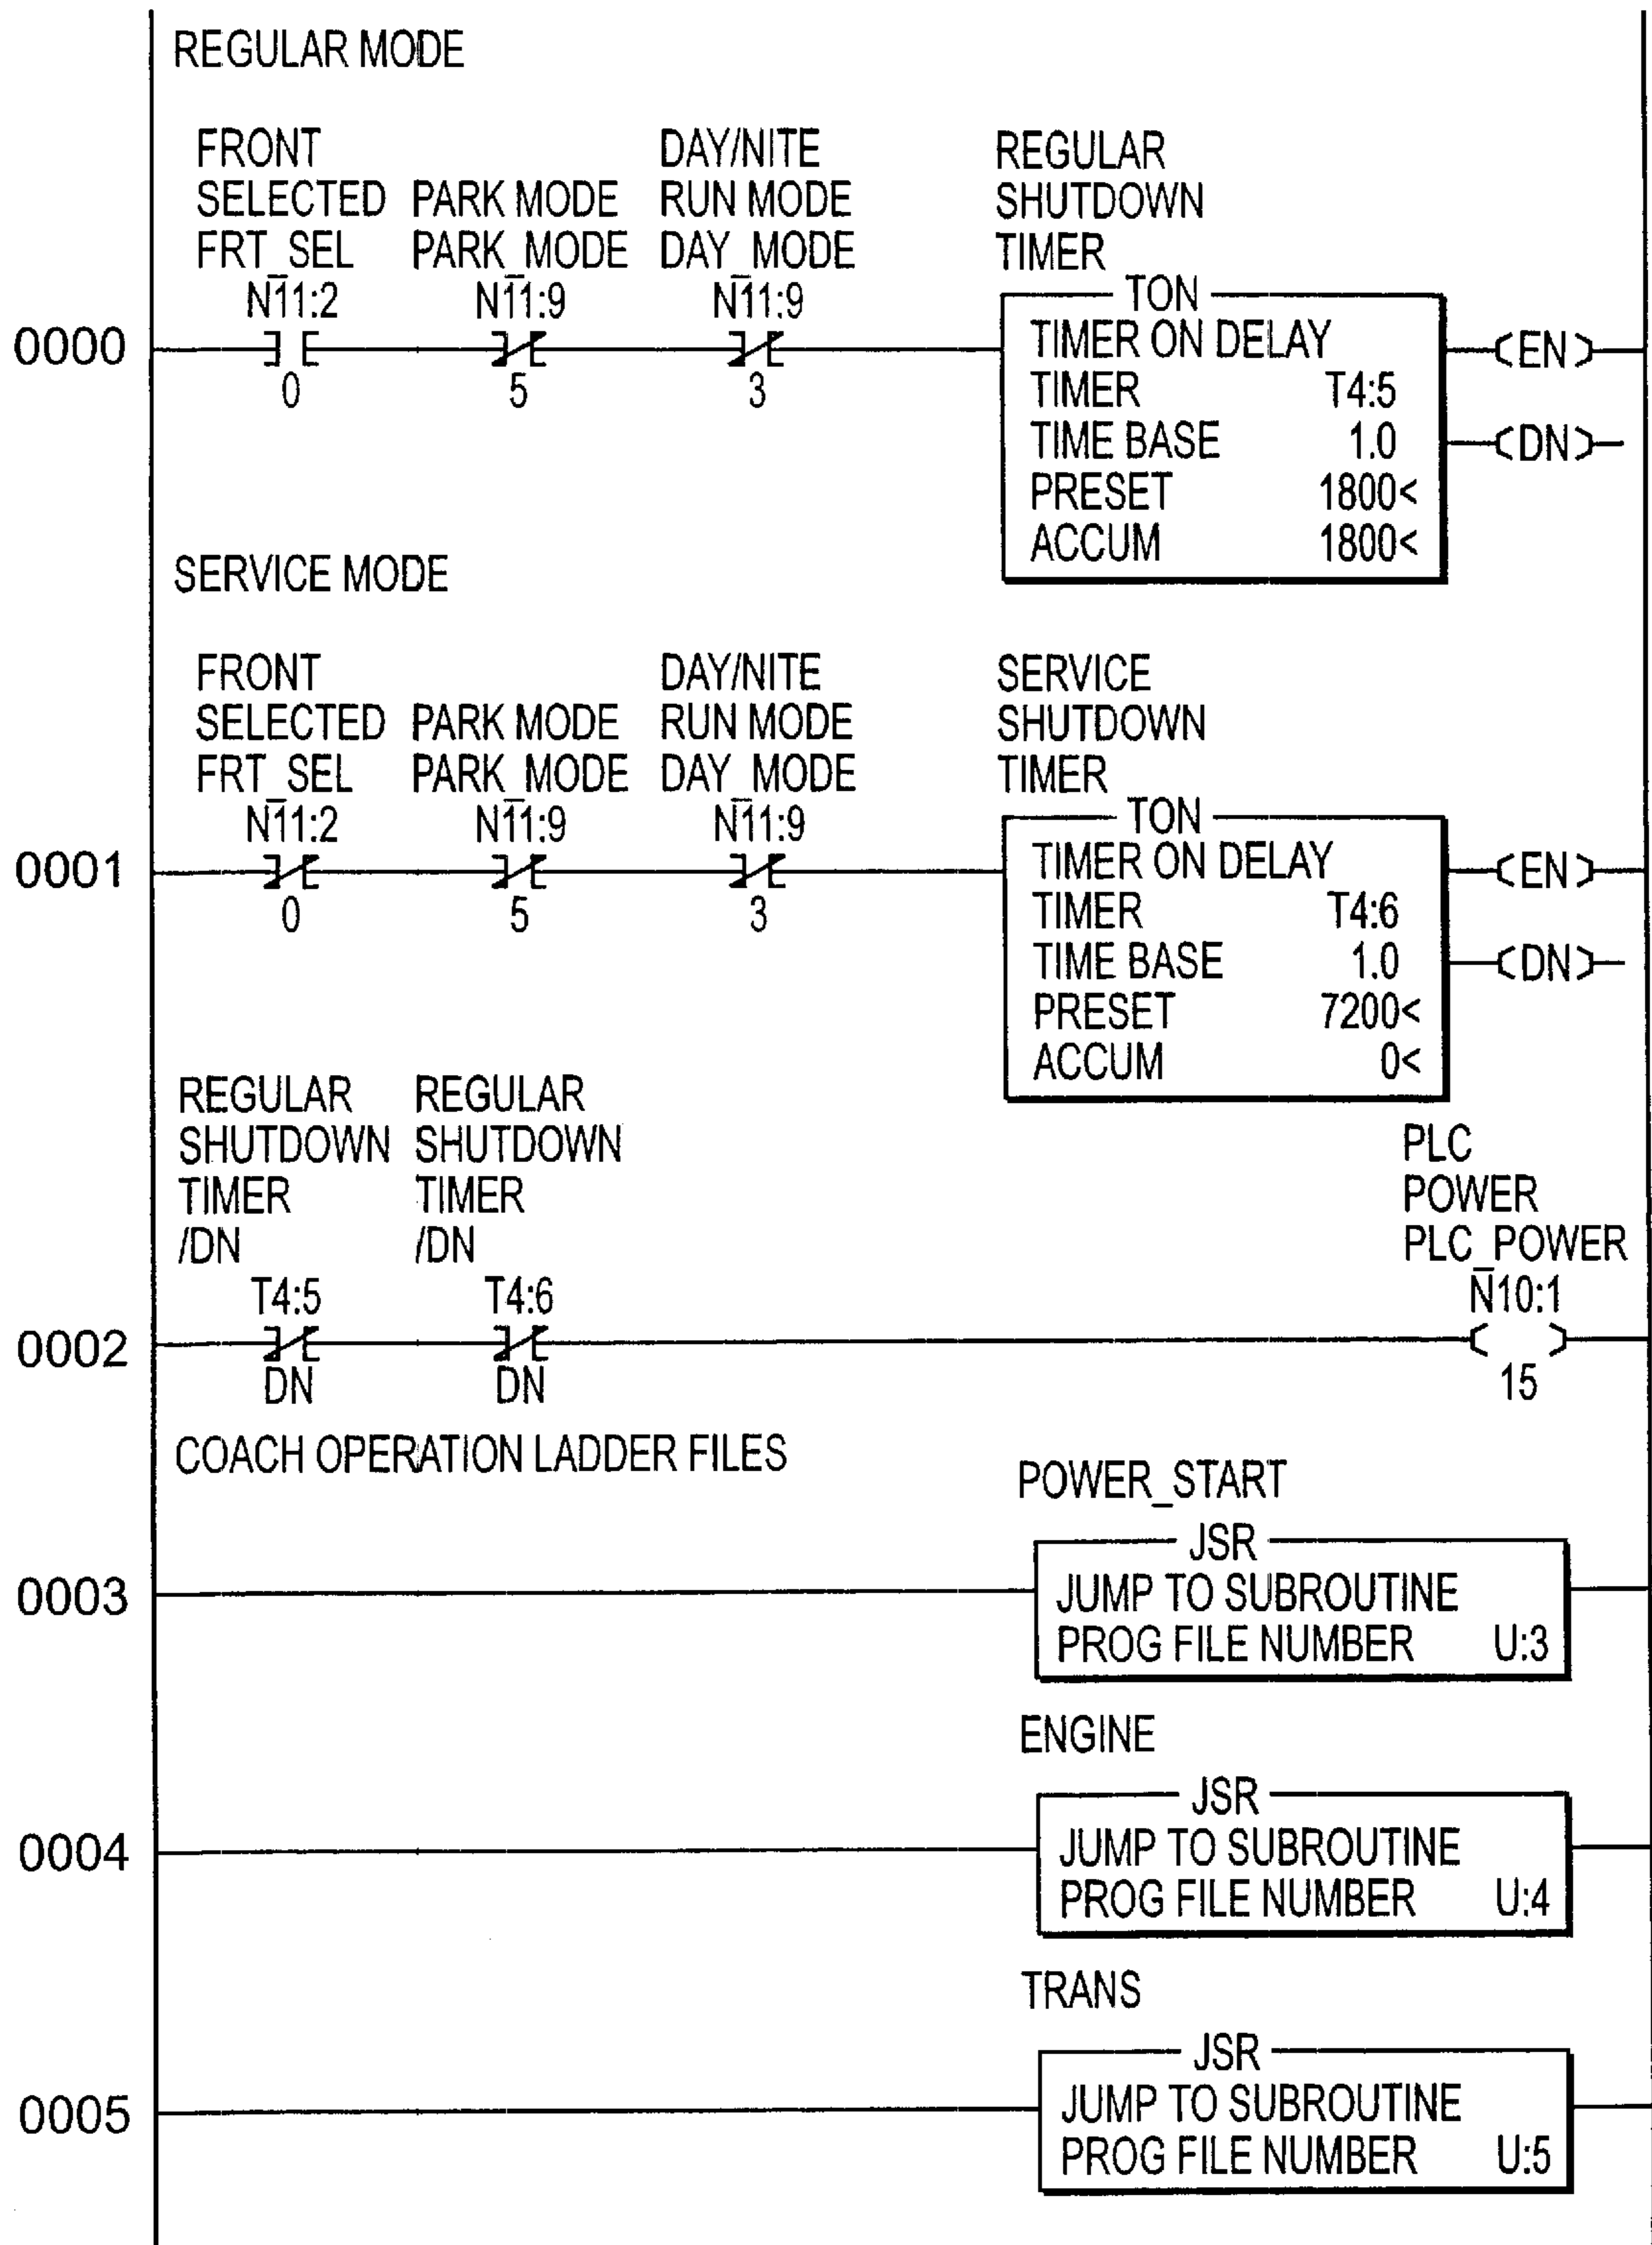 REGULAR MODE
FRONT SELECTED FRT_SEL
PARK MODE PARK_MODE
DAY/NITE RUN MODE DAY_MODE
REGULAR SHUTDOWN TIMER
N11:2 N11:9 N11:9
TON
0000
0 5 3
TIMER ON DELAY
TIMER T4:5
TIME BASE 1.0
PRESET 1800<
ACCUM 1800<
EN
DN
SERVICE MODE
FRONT SELECTED FRT_SEL
PARK MODE PARK_MODE
DAY/NITE RUN MODE DAY_MODE
SERVICE SHUTDOWN TIMER
N11:2 N11:9 N11:9
TON
0001
0 5 3
TIMER ON DELAY
TIMER T4:6
TIME BASE 1.0
PRESET 7200<
ACCUM 0<
EN
DN
REGULAR SHUTDOWN TIMER /DN
REGULAR SHUTDOWN TIMER /DN
PLC POWER PLC_POWER
T4:5 T4:6 N10:1
0002
DN DN 15
COACH OPERATION LADDER FILES
POWER_START
JSR
0003
JUMP TO SUBROUTINE
PROG FILE NUMBER U:3
ENGINE
JSR
0004
JUMP TO SUBROUTINE
PROG FILE NUMBER U:4
TRANS
JSR
0005
JUMP TO SUBROUTINE
PROG FILE NUMBER U:5